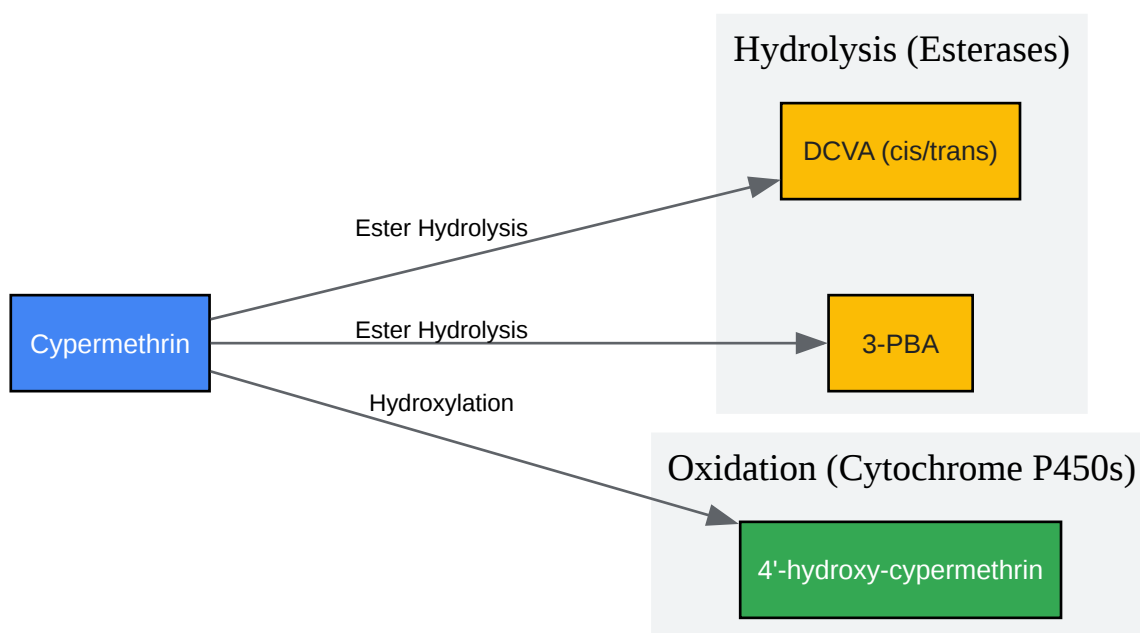 Hydrolysis (Esterases)
DCVA (cis/trans)
Ester Hydrolysis
Cypermethrin
Ester Hydrolysis
3-PBA
Hydroxylation
Oxidation (Cytochrome P450s)
4'-hydroxy-cypermethrin